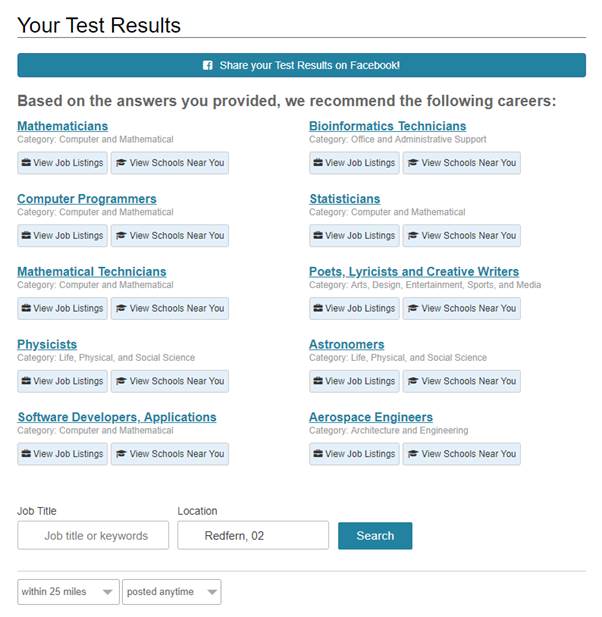 Your Test Results
Share your Test Results on Facebook!
Based on the answers you provided, we recommend the following careers:
Mathematicians
Category: Computer and Mathematical
View Job Listings
View Schools Near You
Bioinformatics Technicians
Category: Office and Administrative Support
View Job Listings
View Schools Near You
Computer Programmers
Category: Computer and Mathematical
View Job Listings
View Schools Near You
Statisticians
Category: Computer and Mathematical
View Job Listings
View Schools Near You
Mathematical Technicians
Category: Computer and Mathematical
View Job Listings
View Schools Near You
Poets, Lyricists and Creative Writers
Category: Arts, Design, Entertainment, Sports, and Media
View Job Listings
View Schools Near You
Physicists
Category: Life, Physical, and Social Science
View Job Listings
View Schools Near You
Astronomers
Category: Life, Physical, and Social Science
View Job Listings
View Schools Near You
Software Developers, Applications
Category: Computer and Mathematical
View Job Listings
View Schools Near You
Aerospace Engineers
Category: Architecture and Engineering
View Job Listings
View Schools Near You
Job Title
Location
Job title or keywords
Redfern, 02
Search
within 25 miles
posted anytime